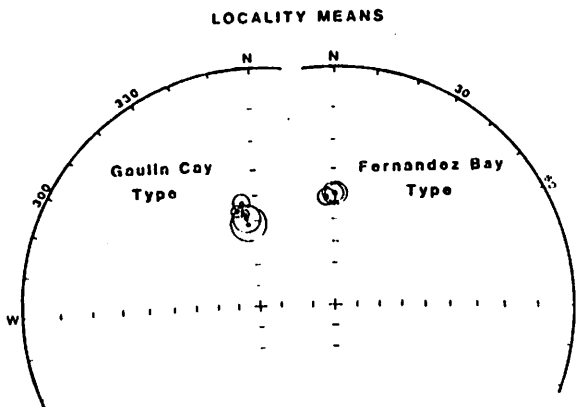 LOCALITY MEANS
N N
330 30
Gaulin Cay
Type
Fernandez Bay
Type
300
W